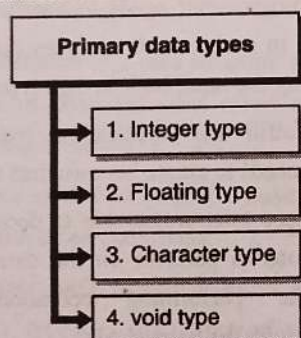 Primary data types
1. Integer type
2. Floating type
3. Character type
4. void type